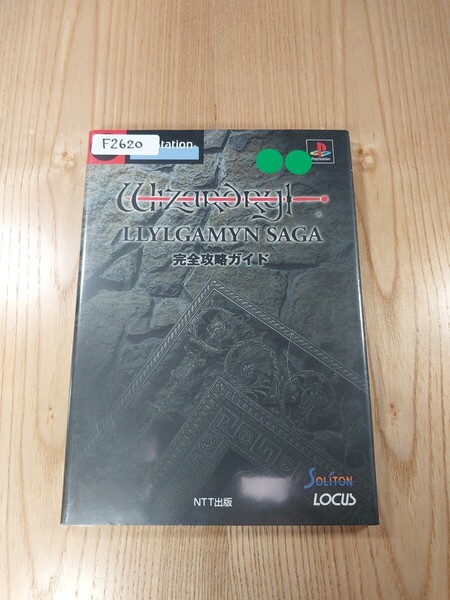 F2620
tation
PlayStation
Wizardry
LLYLGAMYN SAGA
完全攻略ガイド
SOLITON
NTT出版
LOCUS